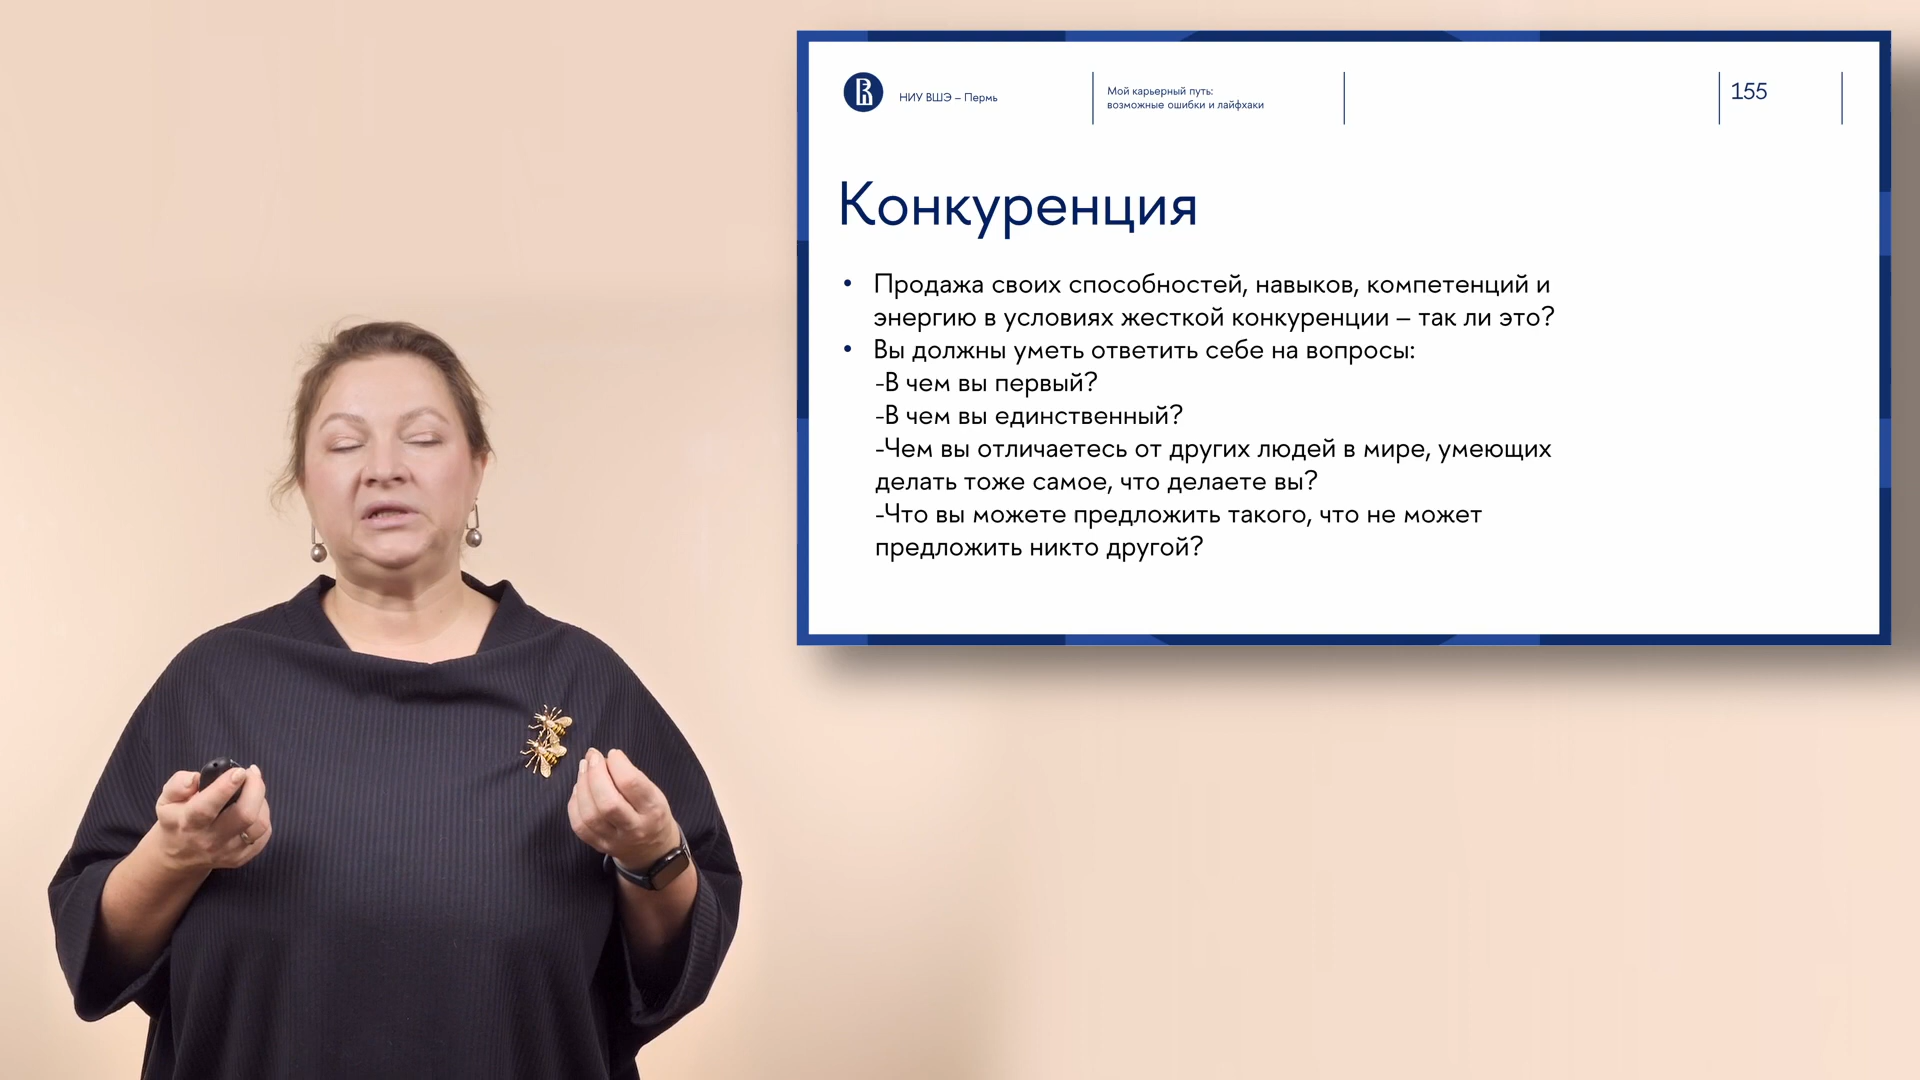 НИУ ВШЭ – Пермь
Мой карьерный путь:
возможные ошибки и лайфхаки
155
Конкуренция
• Продажа своих способностей, навыков, компетенций и
энергию в условиях жесткой конкуренции – так ли это?
• Вы должны уметь ответить себе на вопросы:
-В чем вы первый?
-В чем вы единственный?
-Чем вы отличаетесь от других людей в мире, умеющих
делать тоже самое, что делаете вы?
-Что вы можете предложить такого, что не может
предложить никто другой?